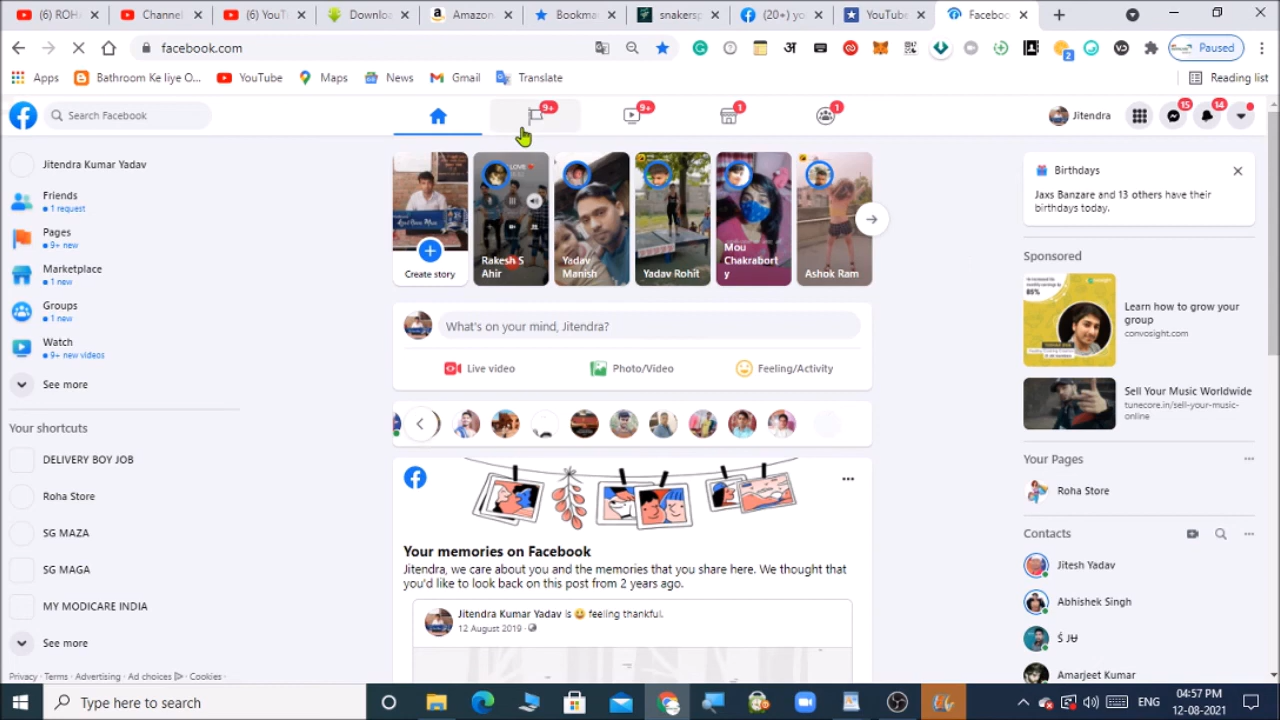 (6) ROHA
Channel
(6) YouT
Downlo
Amazon
Bookma
snakersp
(20+) yo
YouTube
Faceboo
facebook.com
अ
2
Paused
Apps
Bathroom Ke liye O...
YouTube
Maps
News
Gmail
Translate
Reading list
Search Facebook
9+
9+
1
1
Jitendra
15
14
Jitendra Kumar Yadav
Friends
1 request
Pages
9+ new
Marketplace
1 new
Groups
1 new
Watch
9+ new videos
See more
Your shortcuts
DELIVERY BOY JOB
Roha Store
SG MAZA
SG MAGA
MY MODICARE INDIA
See more
Privacy · Terms · Advertising · Ad choices · Cookies ·
Create story
Rakesh S
Ahir
Yadav
Manish
Yadav Rohit
Mou
Chakrabort
y
Ashok Ram
What's on your mind, Jitendra?
Live video
Photo/Video
Feeling/Activity
Your memories on Facebook
Jitendra, we care about you and the memories that you share here. We thought that
you'd like to look back on this post from 2 years ago.
Jitendra Kumar Yadav is feeling thankful.
12 August 2019 ·
Birthdays
Jaxs Banzare and 13 others have their
birthdays today.
Sponsored
85%
Learn how to grow your
group
convosight.com
Sell Your Music Worldwide
tunecore.in/sell-your-music-
online
Your Pages
Roha Store
Contacts
Jitesh Yadav
Abhishek Singh
Ś J
Amarjeet Kumar
Type here to search
ENG
04:57 PM
12-08-2021